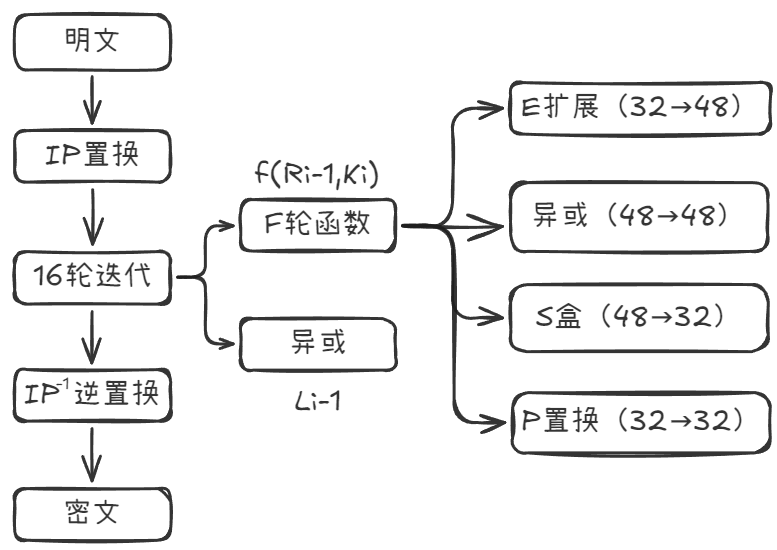 明文
IP置换
16轮迭代
IP⁻¹逆置换
密文
f(Ri-1,Ki)
F轮函数
异或
Li-1
E扩展（32→48）
异或（48→48）
S盒（48→32）
P置换（32→32）